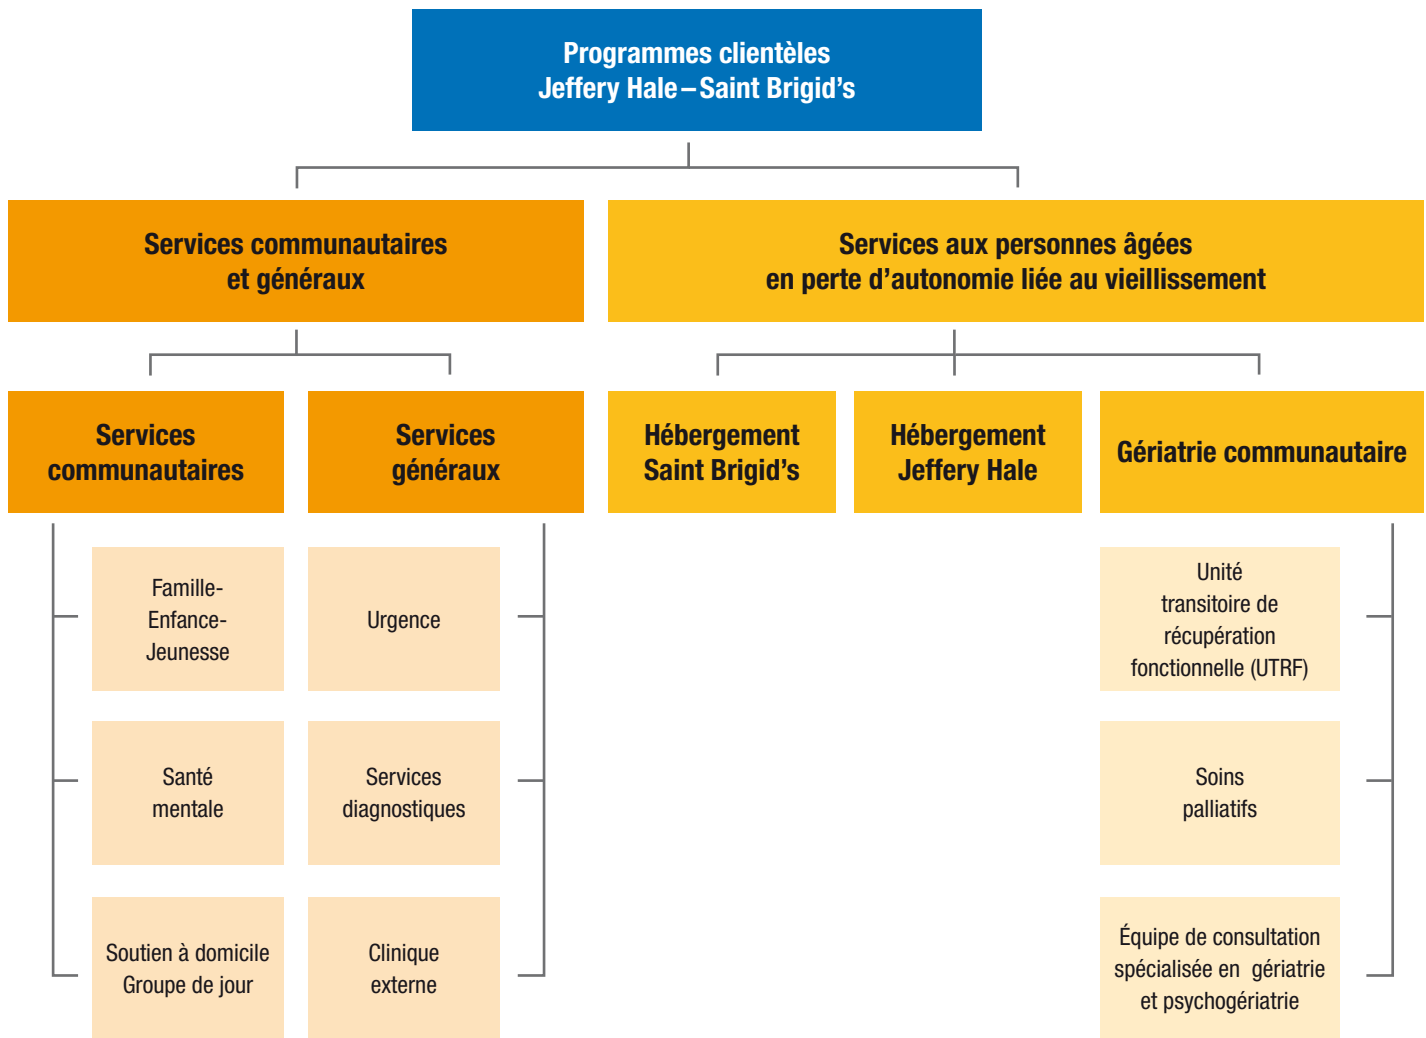 Programmes clientèles
Jeffery Hale – Saint Brigid’s
Services communautaires
et généraux
Services aux personnes âgées
en perte d’autonomie liée au vieillissement
Services
communautaires
Services
généraux
Hébergement
Saint Brigid’s
Hébergement
Jeffery Hale
Gériatrie communautaire
Famille-
Enfance-
Jeunesse
Urgence
Unité
transitoire de
récupération
fonctionnelle (UTRF)
Santé
mentale
Services
diagnostiques
Soins
palliatifs
Soutien à domicile
Groupe de jour
Clinique
externe
Équipe de consultation
spécialisée en gériatrie
et psychogériatrie